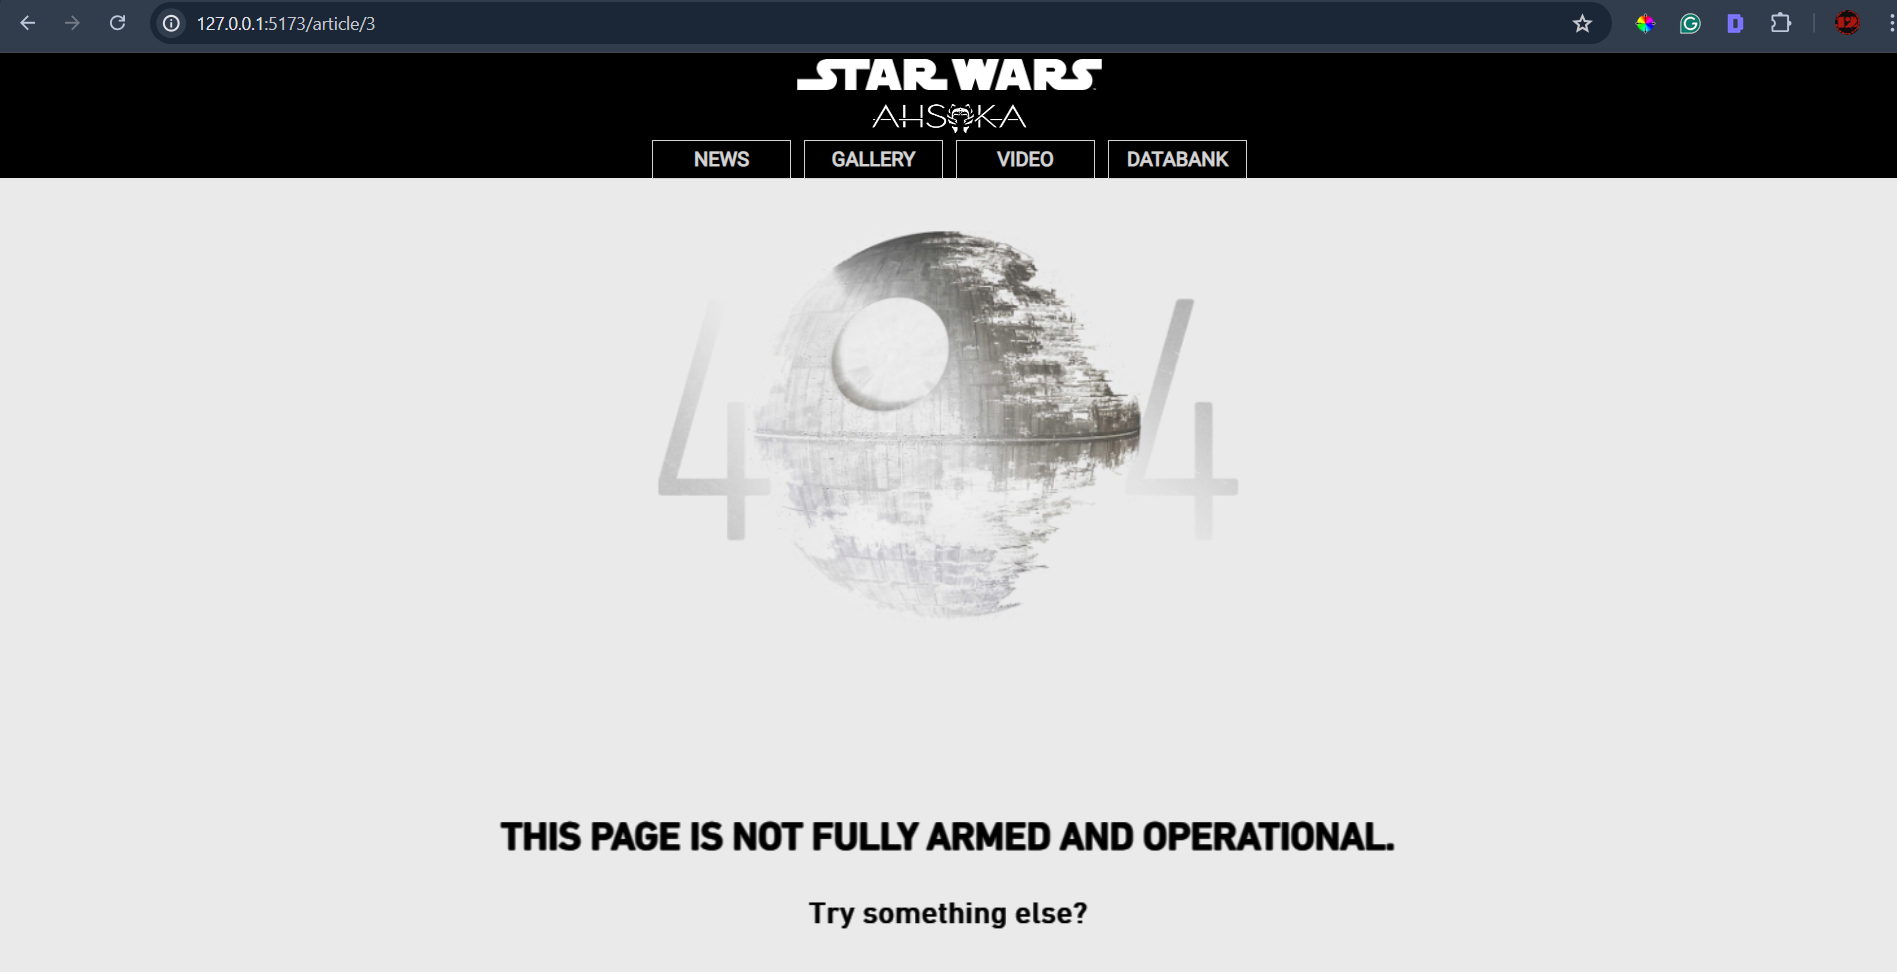 127.0.0.1:5173/article/3
STAR WARS
AHSOKA
NEWS GALLERY VIDEO DATABANK
4 4
THIS PAGE IS NOT FULLY ARMED AND OPERATIONAL.
Try something else?